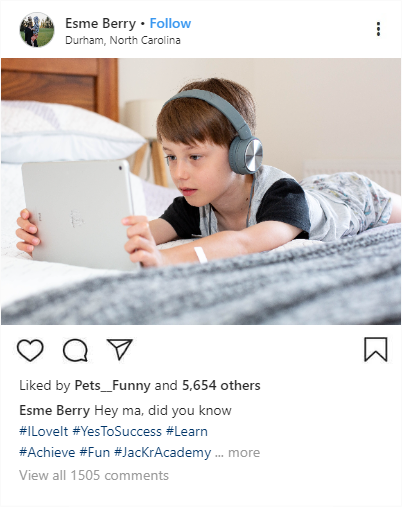 Esme Berry • Follow
Durham, North Carolina
Liked by Pets__Funny and 5,654 others
Esme Berry Hey ma, did you know
#ILoveIt #YesToSuccess #Learn
#Achieve #Fun #JacKrAcademy ... more
View all 1505 comments